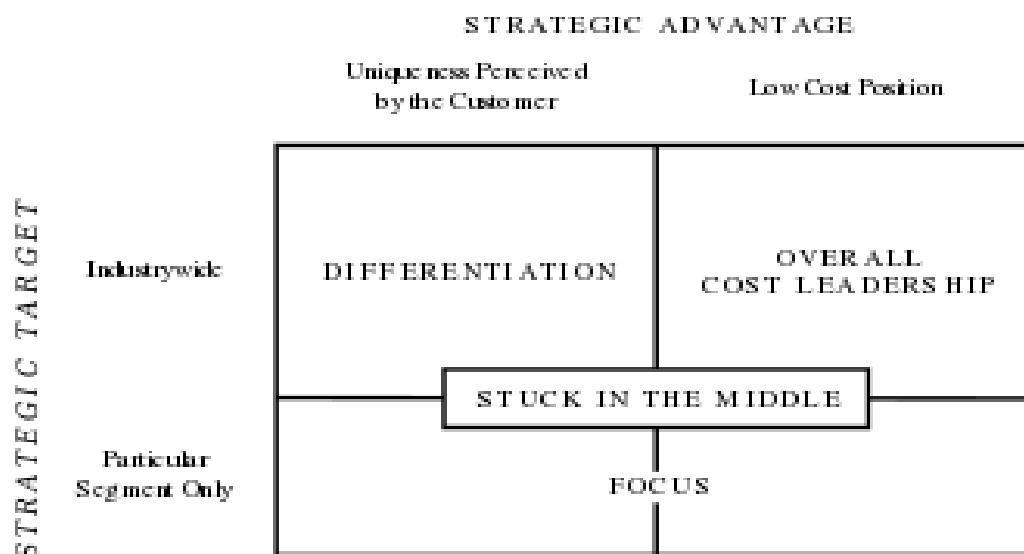 STRATEGIC ADVANTAGE
Uniqueness Perceived
by the Customer
Low Cost Position
STRATEGIC TARGET
Industrywide
DIFFERENTIATION
OVERALL
COST LEADERSHIP
STUCK IN THE MIDDLE
Particular
Segment Only
FOCUS